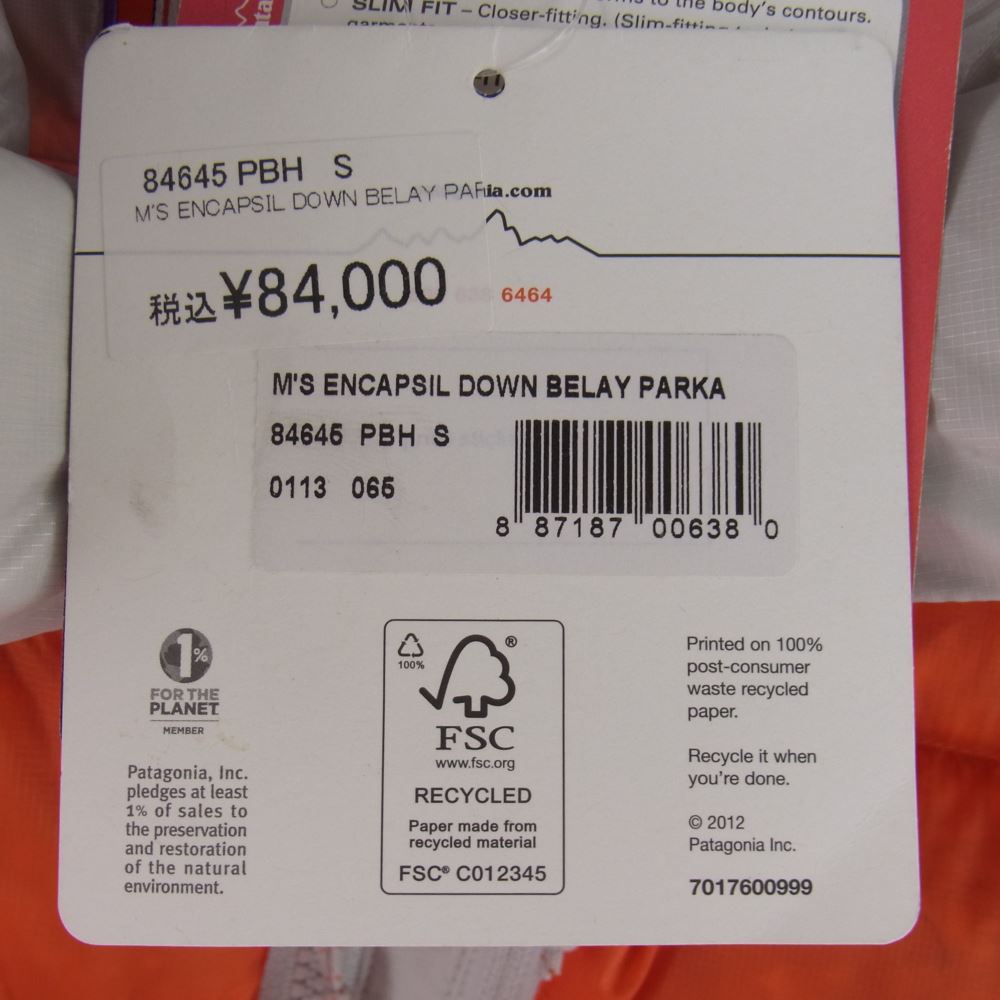 SLIM FIT – Closer-fitting. (Slim-fitting
to the body's contours.
84645 PBH S
M'S ENCAPSIL DOWN BELAY PAR
ia.com
税込 ¥84,000
6464
M'S ENCAPSIL DOWN BELAY PARKA
84645 PBH S
0113 065
8 87187 00638 0
1%
FOR THE
PLANET
MEMBER
Patagonia, Inc.
pledges at least
1% of sales to
the preservation
and restoration
of the natural
environment.
100%
®
FSC
www.fsc.org
RECYCLED
Paper made from
recycled material
FSC® C012345
Printed on 100%
post-consumer
waste recycled
paper.
Recycle it when
you're done.
© 2012
Patagonia Inc.
7017600999